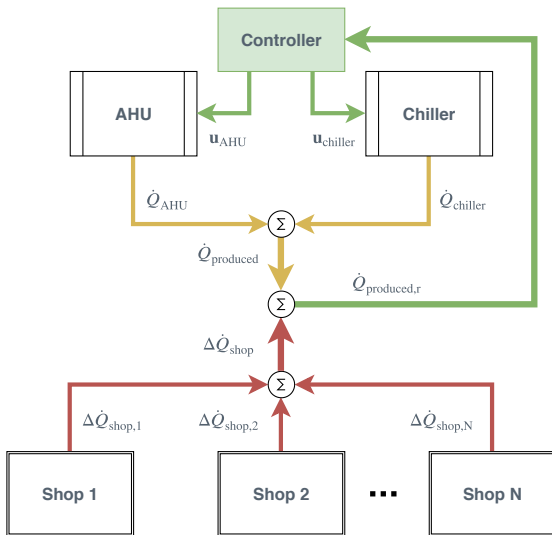 Controller
AHU
Chiller
u_AHU
u_chiller
Q̇_AHU
Q̇_chiller
Σ
Q̇_produced
Σ
Q̇_produced,r
ΔQ̇_shop
Σ
ΔQ̇_shop,1
ΔQ̇_shop,2
ΔQ̇_shop,N
Shop 1
Shop 2
...
Shop N